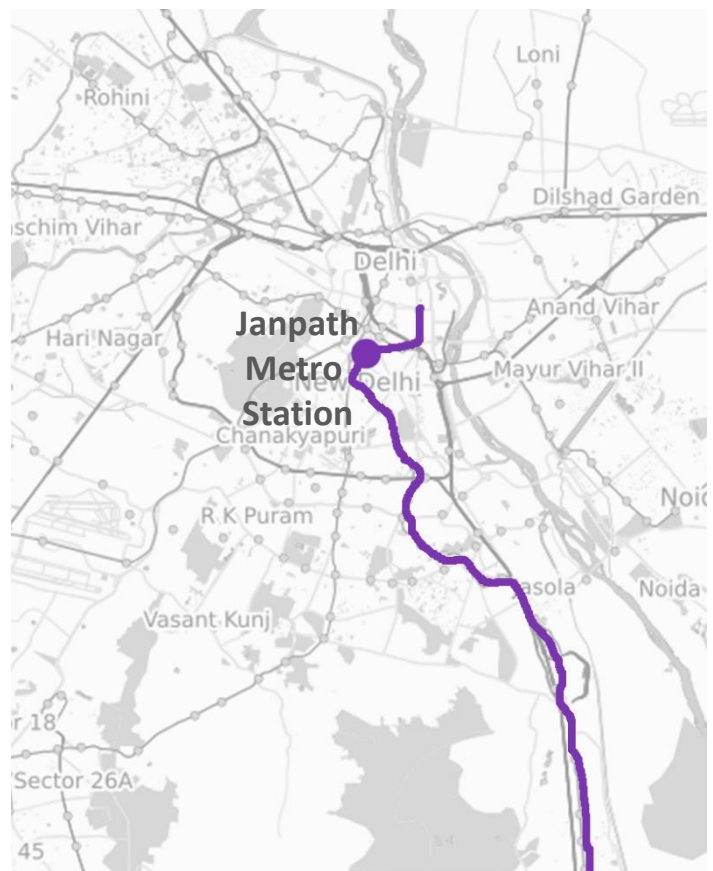 Loni
Rohini
Dilshad Garden
schim Vihar
Delhi
Anand Vihar
Janpath
Metro
Station
Hari Nagar
New Delhi
Mayur Vihar II
Chanakyapuri
R K Puram
Noid
asola
Noida
Vasant Kunj
or 18
Sector 26A
45